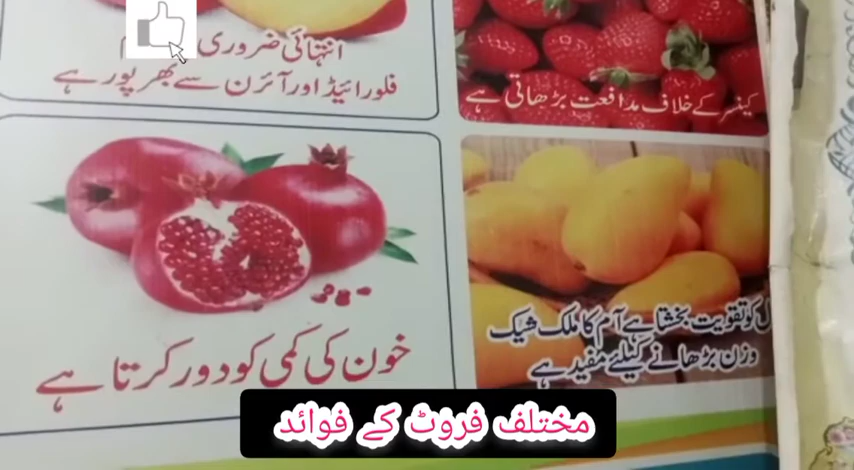 انتہائی ضروری
فلورائیڈ اور آئرن سے بھرپور ہے
کینسر کے خلاف مدافعت بڑھاتی ہے
خون کی کمی کو دور کرتا ہے
کو تقویت بخشتا ہے آم کا ملک شیک
وزن بڑھانے کیلئے مفید ہے
مختلف فروٹ کے فوائد